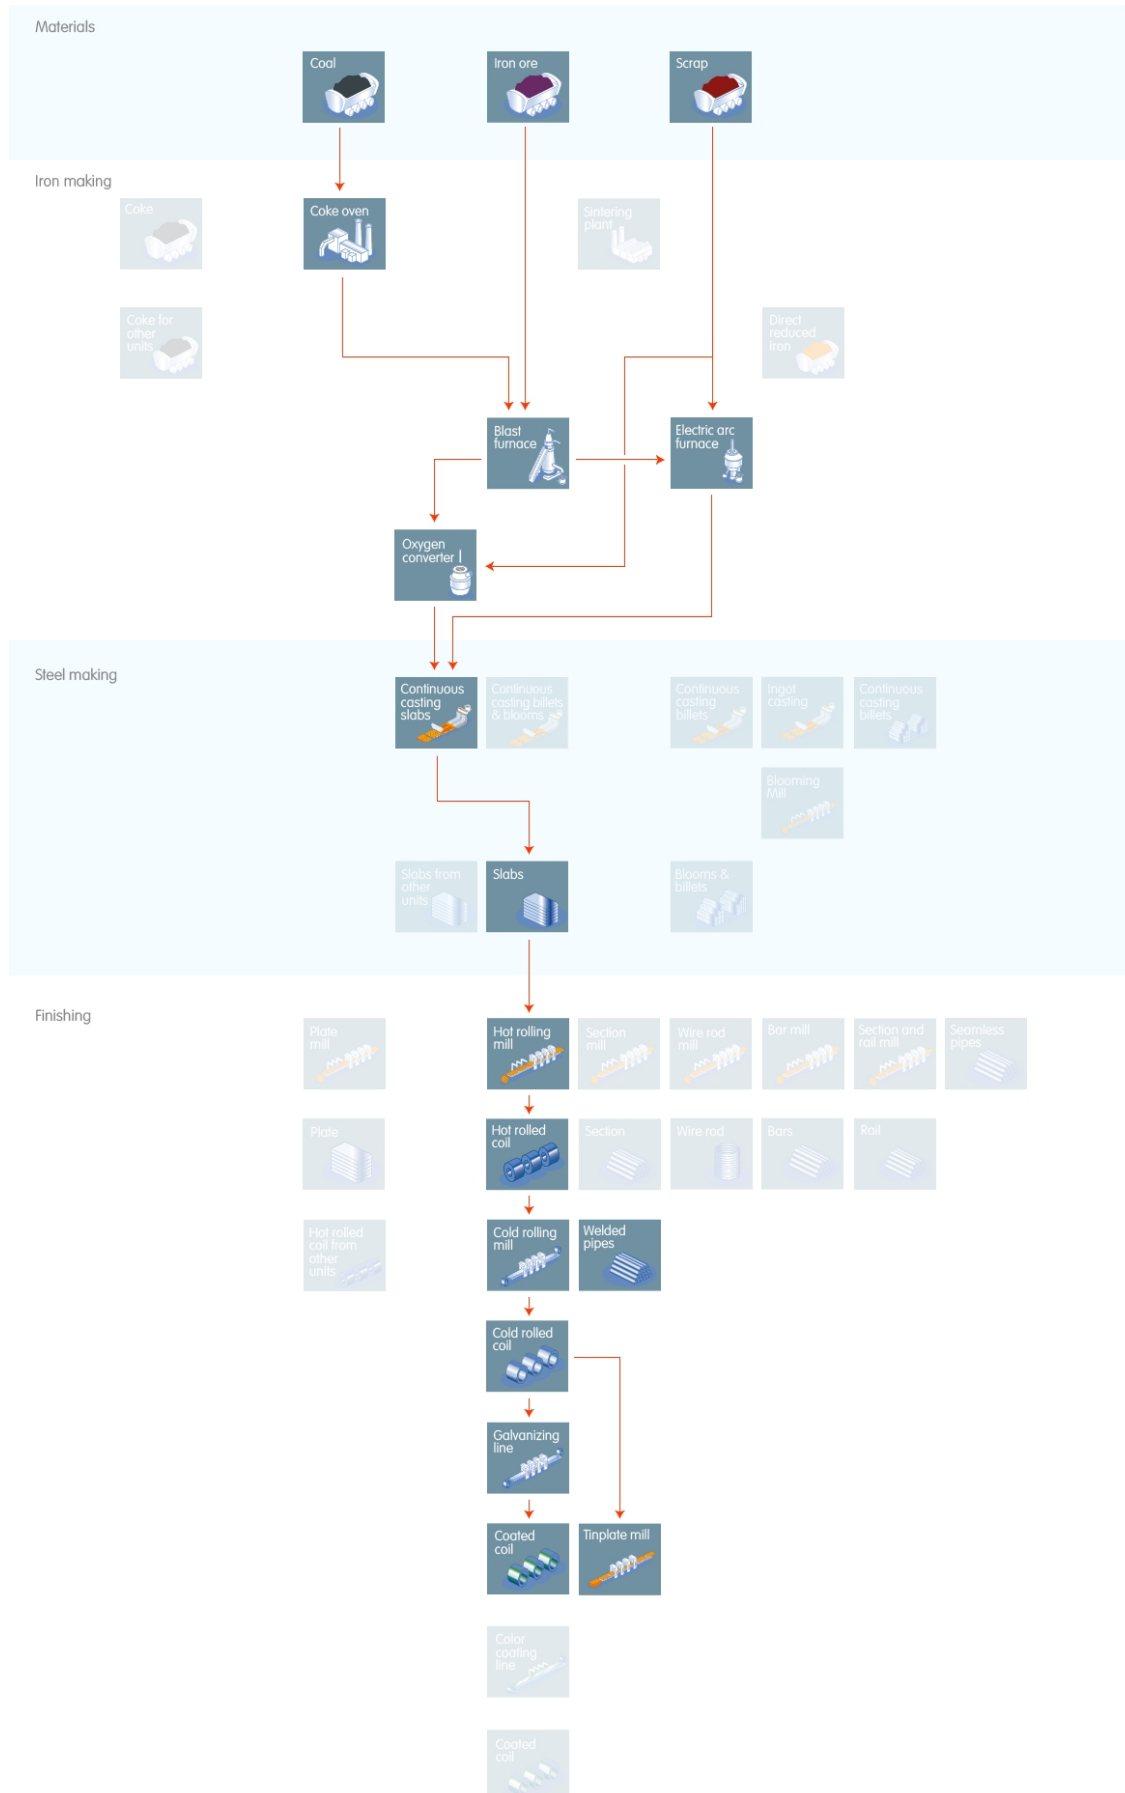 Materials
Coal
Iron ore
Scrap
Iron making
Coke
Coke oven
Sintering
plant
Coke for
other
units
Direct
reduced
iron
Blast
furnace
Electric arc
furnace
Oxygen
converter
Steel making
Continuous
casting
slabs
Continuous
casting billets
& blooms
Continuous
casting
billets
Ingot
casting
Continuous
casting
billets
Blooming
Mill
Slabs from
other
units
Slabs
Blooms &
billets
Finishing
Plate
mill
Hot rolling
mill
Section
mill
Wire rod
mill
Bar mill
Section and
rail mill
Seamless
pipes
Plate
Hot rolled
coil
Section
Wire rod
Bars
Rail
Hot rolled
coil from
other
units
Cold rolling
mill
Welded
pipes
Cold rolled
coil
Galvanizing
line
Coated
coil
Tinplate mill
Color
coating
line
Coated
coil